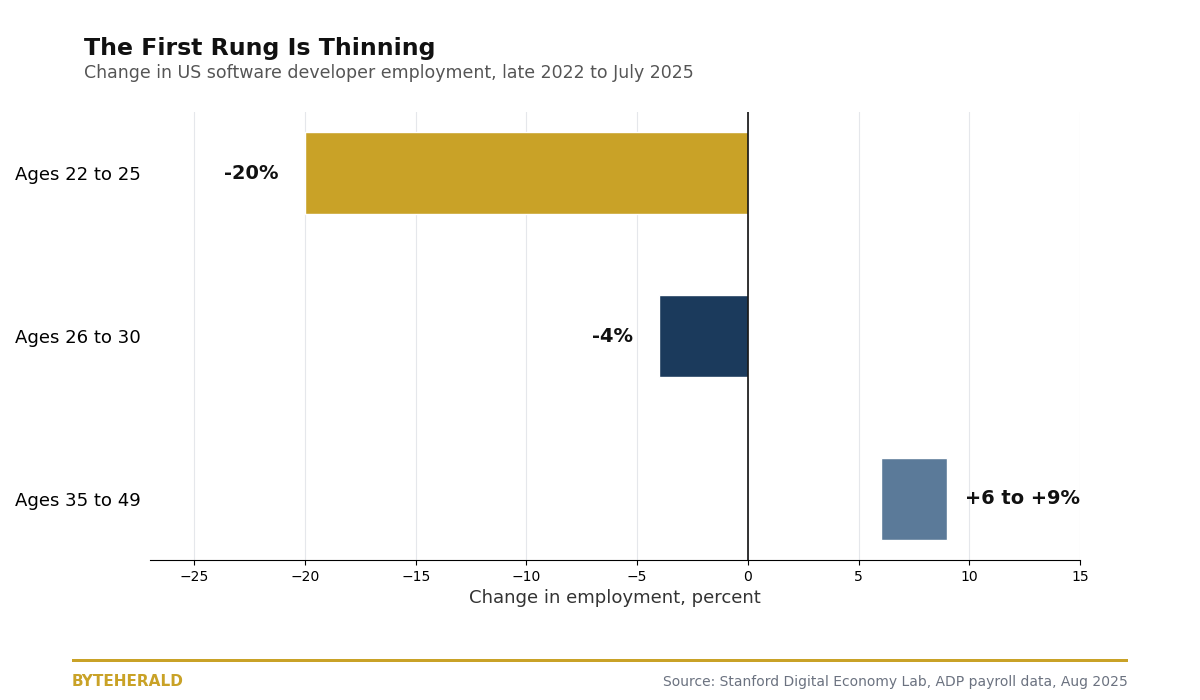 The First Rung Is Thinning
Change in US software developer employment, late 2022 to July 2025
Ages 22 to 25
-20%
Ages 26 to 30
-4%
Ages 35 to 49
+6 to +9%
−25 −20 −15 −10 −5 0 5 10 15
Change in employment, percent
BYTEHERALD
Source: Stanford Digital Economy Lab, ADP payroll data, Aug 2025